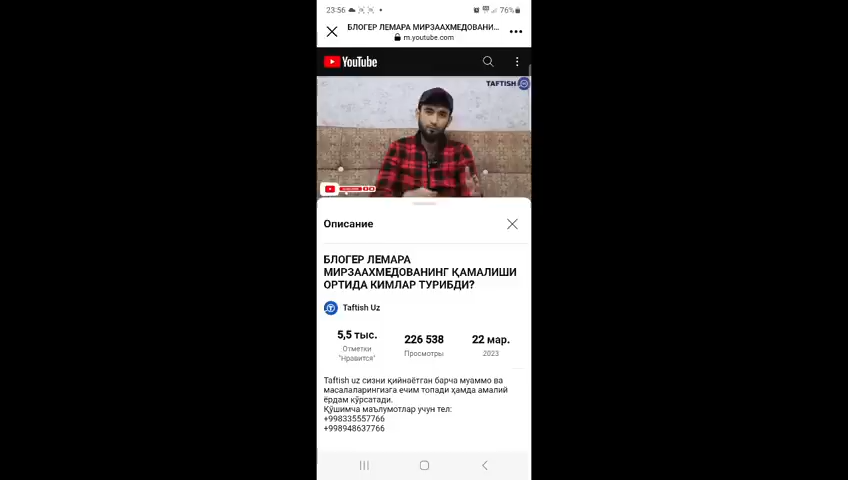 23:56
76%
БЛОГЕР ЛЕМАРА МИРЗААХМЕДОВАНИ...
m.youtube.com
YouTube
TAFTISH
Описание
БЛОГЕР ЛЕМАРА
МИРЗААХМЕДОВАНИНГ ҚАМАЛИШИ
ОРТИДА КИМЛАР ТУРИБДИ?
Taftish Uz
5,5 тыс.
226 538
22 мар.
Отметки
"Нравится"
Просмотры
2023
Taftish uz сизни қийнаётган барча муаммо ва
масалаларингизга ечим топади ҳамда амалий
ёрдам кўрсатади.
Қўшимча маълумотлар учун тел:
+998335557766
+998948637766